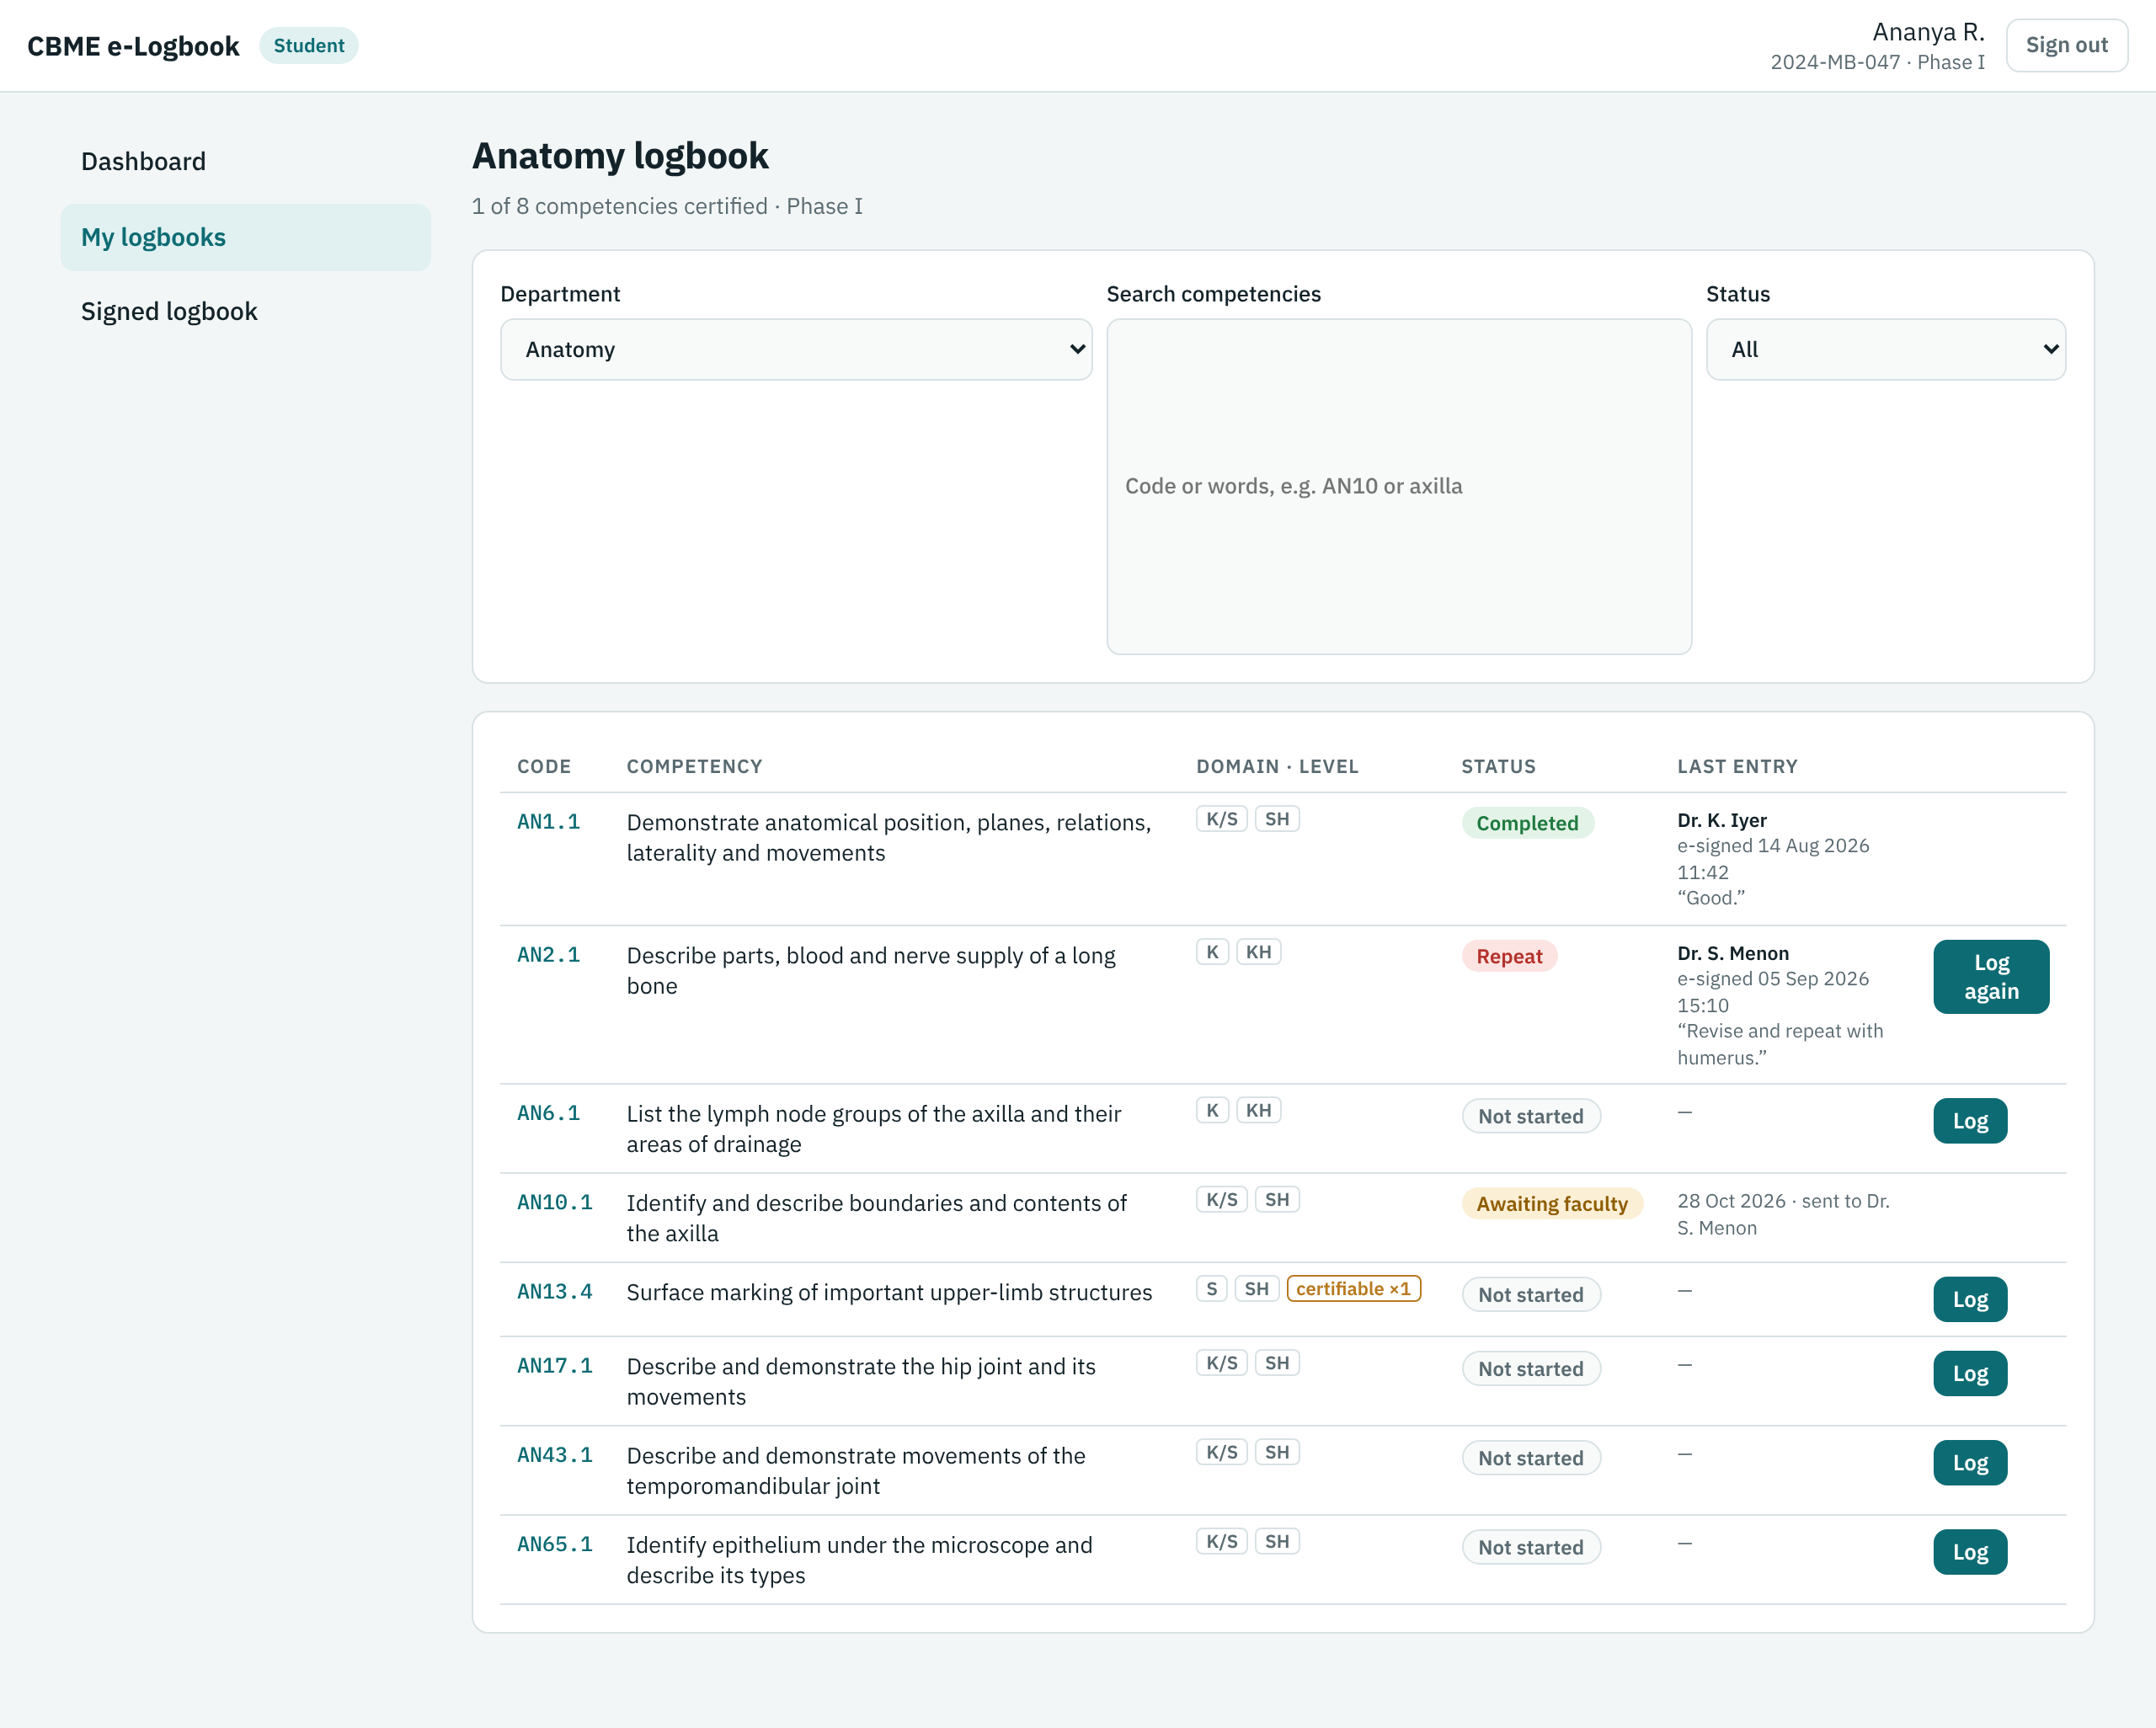 CBME e-Logbook Student
Ananya R.
2024-MB-047 · Phase I
Sign out
Dashboard
My logbooks
Signed logbook
Anatomy logbook
1 of 8 competencies certified · Phase I
Department
Anatomy
Search competencies
Code or words, e.g. AN10 or axilla
Status
All
CODE COMPETENCY DOMAIN · LEVEL STATUS LAST ENTRY
AN1.1
Demonstrate anatomical position, planes, relations,
laterality and movements
K/S SH
Completed
Dr. K. Iyer
e-signed 14 Aug 2026
11:42
“Good.”
AN2.1
Describe parts, blood and nerve supply of a long
bone
K KH
Repeat
Dr. S. Menon
e-signed 05 Sep 2026
15:10
“Revise and repeat with
humerus.”
Log
again
AN6.1
List the lymph node groups of the axilla and their
areas of drainage
K KH
Not started
—
Log
AN10.1
Identify and describe boundaries and contents of
the axilla
K/S SH
Awaiting faculty
28 Oct 2026 · sent to Dr.
S. Menon
AN13.4
Surface marking of important upper-limb structures
S SH certifiable ×1
Not started
—
Log
AN17.1
Describe and demonstrate the hip joint and its
movements
K/S SH
Not started
—
Log
AN43.1
Describe and demonstrate movements of the
temporomandibular joint
K/S SH
Not started
—
Log
AN65.1
Identify epithelium under the microscope and
describe its types
K/S SH
Not started
—
Log